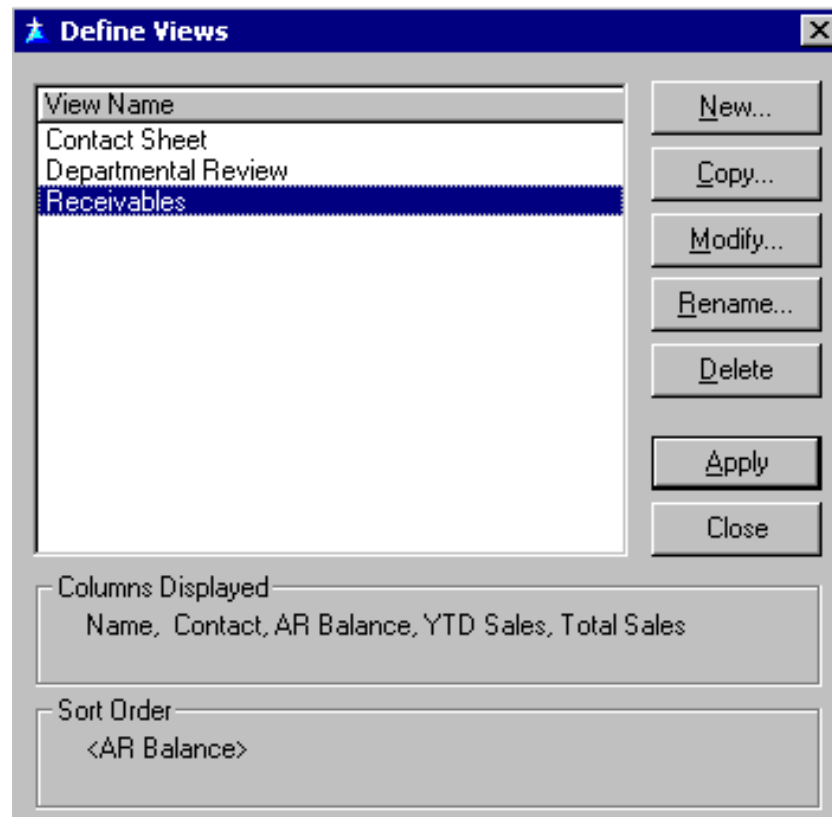 Define Views
View Name
Contact Sheet
Departmental Review
Receivables
New...
Copy...
Modify...
Rename...
Delete
Apply
Close
Columns Displayed
Name,  Contact, AR Balance, YTD Sales, Total Sales
Sort Order
<AR Balance>